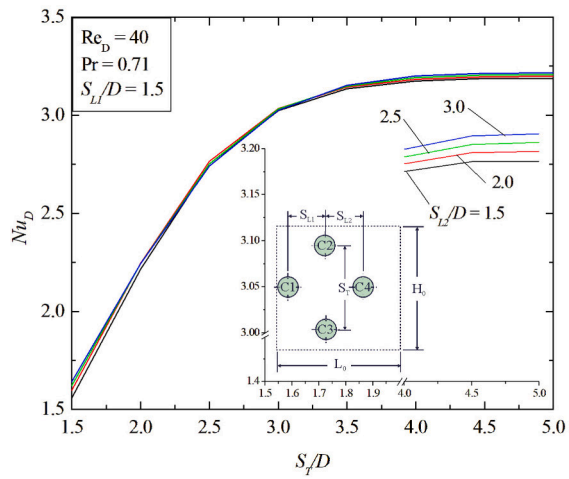 Re_D = 40
Pr = 0.71
S_L1/D = 1.5
Nu_D
3.5
3.0
2.5
2.0
1.5
1.5 2.0 2.5 3.0 3.5 4.0 4.5 5.0
S_T/D
3.20
3.10
3.05
3.00
1.4
1.5 1.6 1.7 1.8 1.9 4.0 4.5 5.0
2.5
3.0
2.0
S_L2/D = 1.5
S_L1 S_L2
C2
C1 S_T C4
C3
H_0
L_0